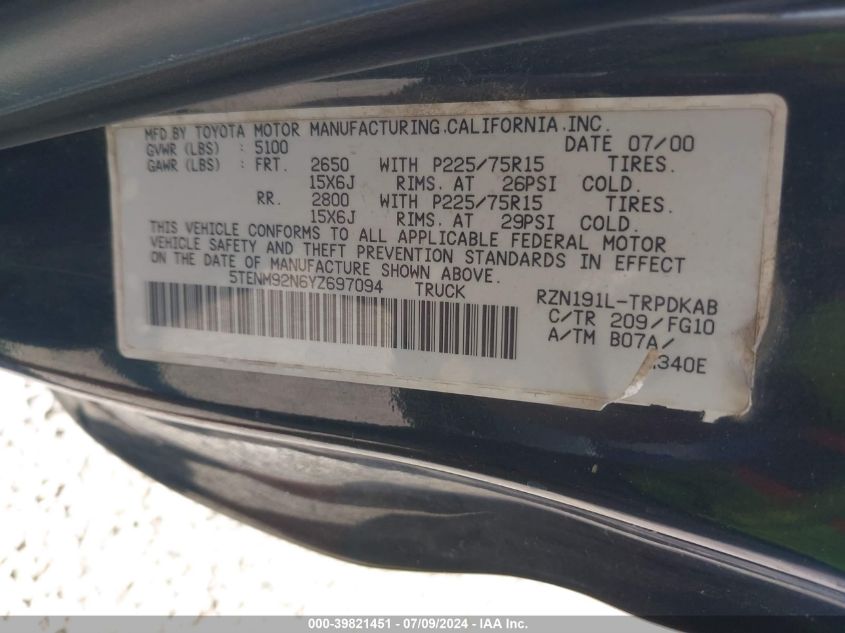 MFD BY TOYOTA MOTOR MANUFACTURING.CALIFORNIA.INC.
GVWR (LBS) : 5100 DATE 07/00
GAWR (LBS) : FRT. 2650 WITH P225/75R15 TIRES.
15X6J RIMS. AT 26PSI COLD.
RR. 2800 WITH P225/75R15 TIRES.
15X6J RIMS. AT 29PSI COLD.
THIS VEHICLE CONFORMS TO ALL APPLICABLE FEDERAL MOTOR
VEHICLE SAFETY AND THEFT PREVENTION STANDARDS IN EFFECT
ON THE DATE OF MANUFACTURE SHOWN ABOVE.
5TENM92N6YZ697094 TRUCK
RZN191L-TRPDKAB
C/TR 209/FG10
A/TM B07A/
340E
000-39821451 - 07/09/2024 - COPYRIGHT IAA, LLC.